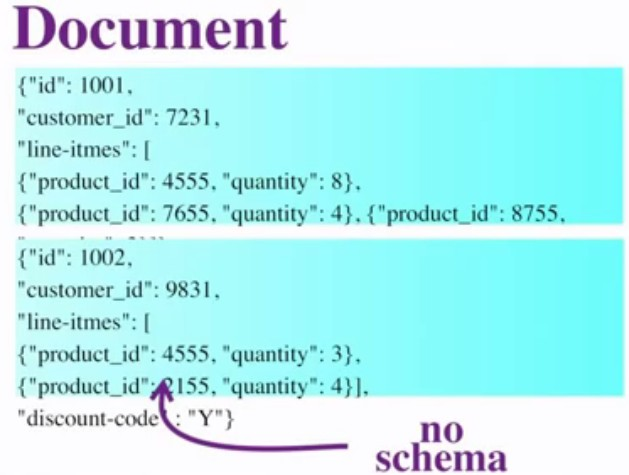 Document
{"id": 1001,
"customer_id": 7231,
"line-itmes": [
{"product_id": 4555, "quantity": 8},
{"product_id": 7655, "quantity": 4}, {"product_id": 8755,
{"id": 1002,
"customer_id": 9831,
"line-itmes": [
{"product_id": 4555, "quantity": 3},
{"product_id": 2155, "quantity": 4}],
"discount-code": "Y"}
no
schema